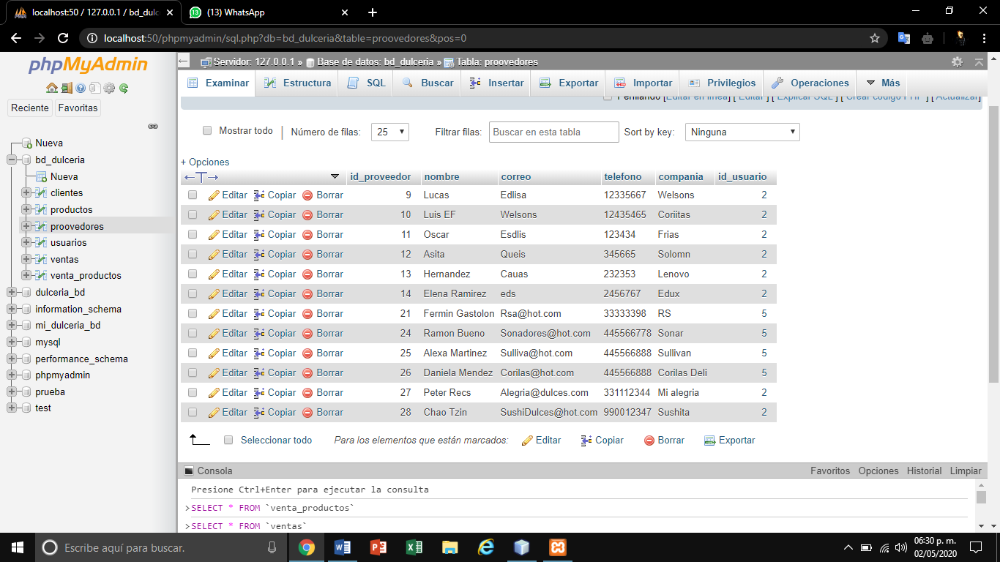 localhost:50 / 127.0.0.1 / bd_dulc
(13) WhatsApp
localhost:50/phpmyadmin/sql.php?db=bd_dulceria&table=proovedores&pos=0
phpMyAdmin
Reciente Favoritas
Nueva
bd_dulceria
Nueva
clientes
productos
proovedores
usuarios
ventas
venta_productos
dulceria_bd
information_schema
mi_dulceria_bd
mysql
performance_schema
phpmyadmin
prueba
test
Servidor: 127.0.0.1 » Base de datos: bd_dulceria » Tabla: proovedores
Examinar Estructura SQL Buscar Insertar Exportar Importar Privilegios Operaciones Más
Perfilando [Editar en línea] [ Editar ] [ Explicar SQL ] [ Crear código PHP ] [ Actualizar]
Mostrar todo | Número de filas: 25 Filtrar filas: Buscar en esta tabla Sort by key: Ninguna
+ Opciones
←T→ id_proveedor nombre correo telefono compania id_usuario
Editar Copiar Borrar 9 Lucas Edlisa 12335667 Welsons 2
Editar Copiar Borrar 10 Luis EF Welsons 12435465 Coriitas 2
Editar Copiar Borrar 11 Oscar Esdlis 123434 Frias 2
Editar Copiar Borrar 12 Asita Queis 345665 Solomn 2
Editar Copiar Borrar 13 Hernandez Cauas 232353 Lenovo 2
Editar Copiar Borrar 14 Elena Ramirez eds 2456767 Edux 2
Editar Copiar Borrar 21 Fermin Gastolon Rsa@hot.com 33333398 RS 5
Editar Copiar Borrar 24 Ramon Bueno Sonadores@hot.com 445566778 Sonar 5
Editar Copiar Borrar 25 Alexa Martinez Sulliva@hot.com 445566888 Sullivan 5
Editar Copiar Borrar 26 Daniela Mendez Corilas@hot.com 445566888 Corilas Deli 5
Editar Copiar Borrar 27 Peter Recs Alegria@dulces.com 331112344 Mi alegria 2
Editar Copiar Borrar 28 Chao Tzin SushiDulces@hot.com 990012347 Sushita 2
Seleccionar todo Para los elementos que están marcados: Editar Copiar Borrar Exportar
Consola Favoritos Opciones Historial Limpiar
Presione Ctrl+Enter para ejecutar la consulta
>SELECT * FROM `venta_productos`
>SELECT * FROM `ventas`
Escribe aquí para buscar.
06:30 p. m.
02/05/2020